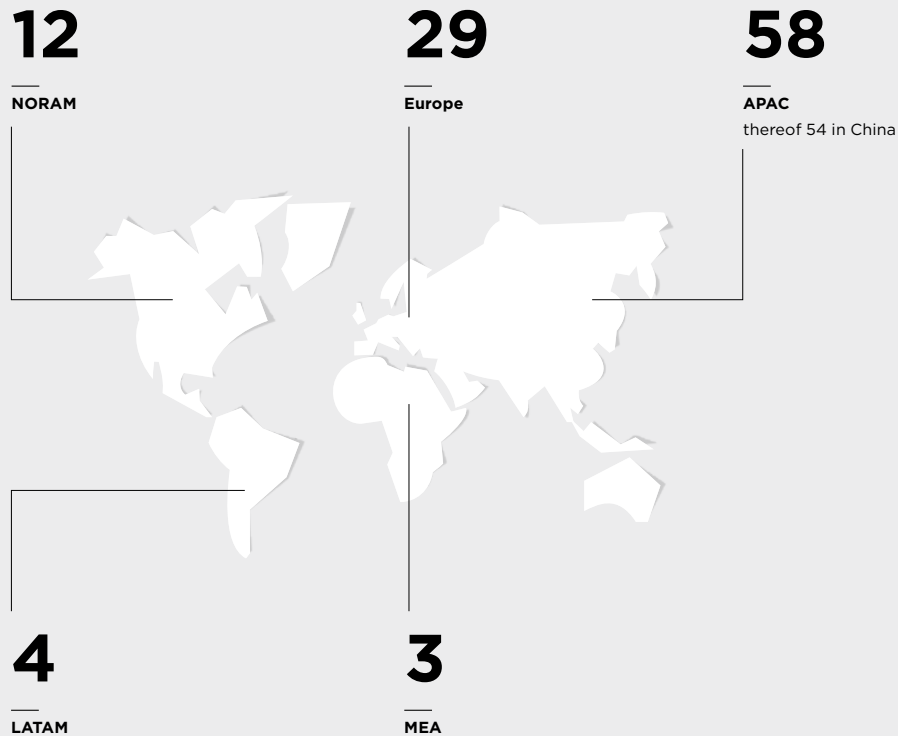 12
NORAM
29
Europe
58
APAC
thereof 54 in China
4
LATAM
3
MEA